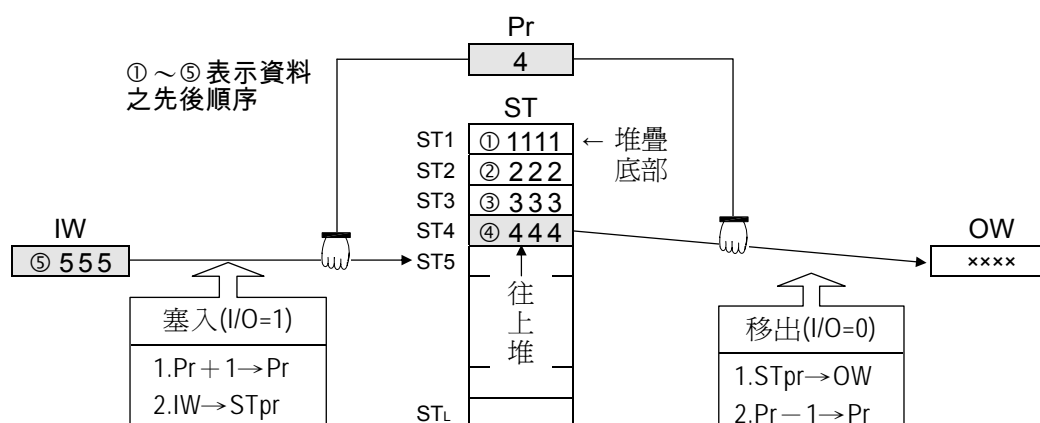 Pr
4
①～⑤表示資料
之先後順序
ST
ST1 ① 1111 ← 堆疊
底部
ST2 ② 222
ST3 ③ 333
ST4 ④ 444
IW
⑤ 555
ST5
OW
××××
往上堆
塞入(I/O=1)
1.Pr＋1→Pr
2.IW→STpr
移出(I/O=0)
1.STpr→OW
2.Pr－1→Pr
STL